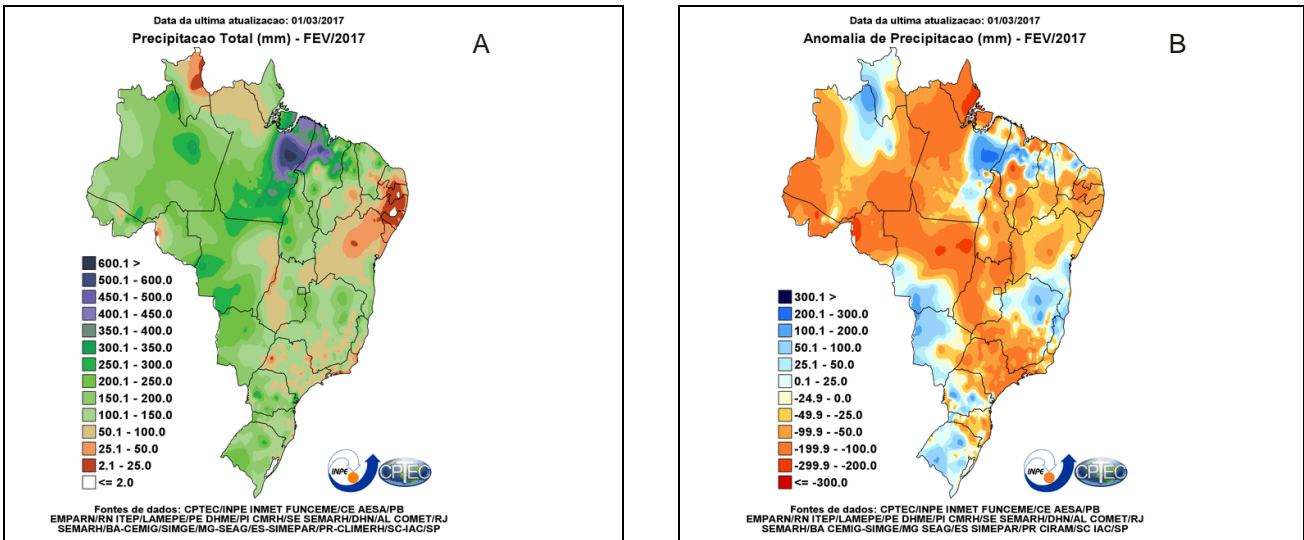 Data da ultima atualizacao: 01/03/2017
Precipitacao Total (mm) - FEV/2017
A
600.1 >
500.1 - 600.0
450.1 - 500.0
400.1 - 450.0
350.1 - 400.0
300.1 - 350.0
250.1 - 300.0
200.1 - 250.0
150.1 - 200.0
100.1 - 150.0
50.1 - 100.0
25.1 - 50.0
2.1 - 25.0
<= 2.0
INPE
CPTEC
Fontes de dados: CPTEC/INPE INMET FUNCEME/CE AESA/PB
EMPARN/RN ITEP/LAMEPE/PE DHME/PI CMRH/SE SEMARH/DHN/AL COMET/RJ
SEMARH/BA-CEMIG/SIMGE/MG-SEAG/ES-SIMEPAR/PR-CLIMERH/SC-IAC/SP
Data da ultima atualizacao: 01/03/2017
Anomalia de Precipitacao (mm) - FEV/2017
B
300.1 >
200.1 - 300.0
100.1 - 200.0
50.1 - 100.0
25.1 - 50.0
0.1 - 25.0
-24.9 - 0.0
-49.9 - -25.0
-99.9 - -50.0
-199.9 - -100.0
-299.9 - -200.0
<= -300.0
INPE
CPTEC
Fontes de dados: CPTEC/INPE INMET FUNCEME/CE AESA/PB
EMPARN/RN ITEP/LAMEPE/PE DHME/PI CMRH/SE SEMARH/DHN/AL COMET/RJ
SEMARH/BA CEMIG-SIMGE/MG SEAG/ES SIMEPAR/PR CIRAM/SC IAC/SP